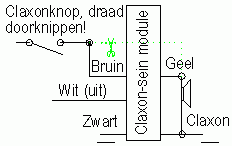 Claxonknop, draad
doorknippen!
Claxon-sein module
Bruin
Geel
Wit (uit)
Zwart
Claxon